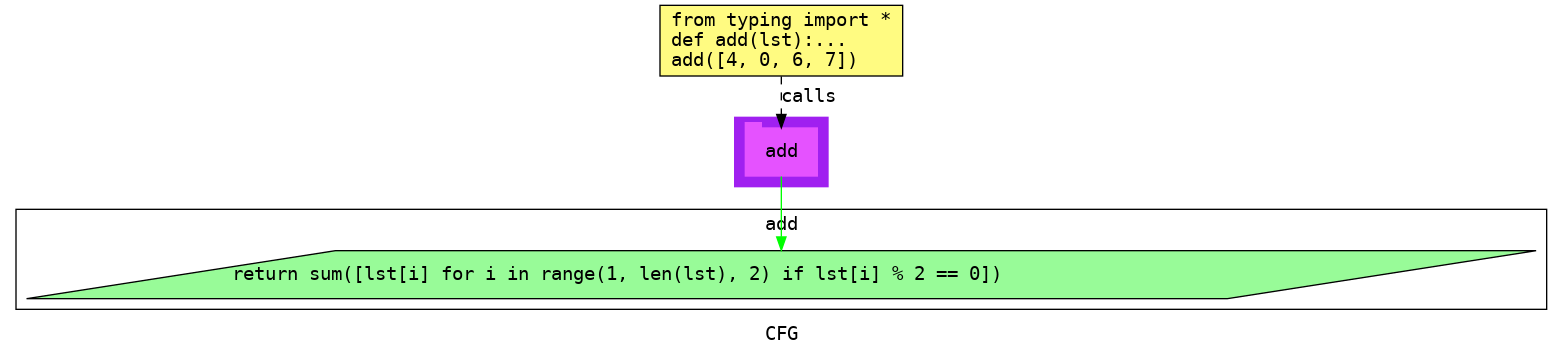 from typing import *
def add(lst):...
add([4, 0, 6, 7])
calls
add
add
return sum([lst[i] for i in range(1, len(lst), 2) if lst[i] % 2 == 0])
CFG